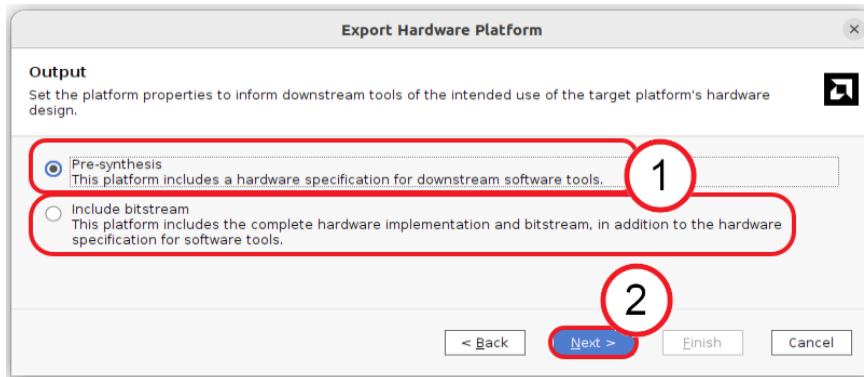 Export Hardware Platform
×
Output
Set the platform properties to inform downstream tools of the intended use of the target platform's hardware
design.
Pre-synthesis
This platform includes a hardware specification for downstream software tools.
1
Include bitstream
This platform includes the complete hardware implementation and bitstream, in addition to the hardware
specification for software tools.
2
< Back
Next >
Finish
Cancel